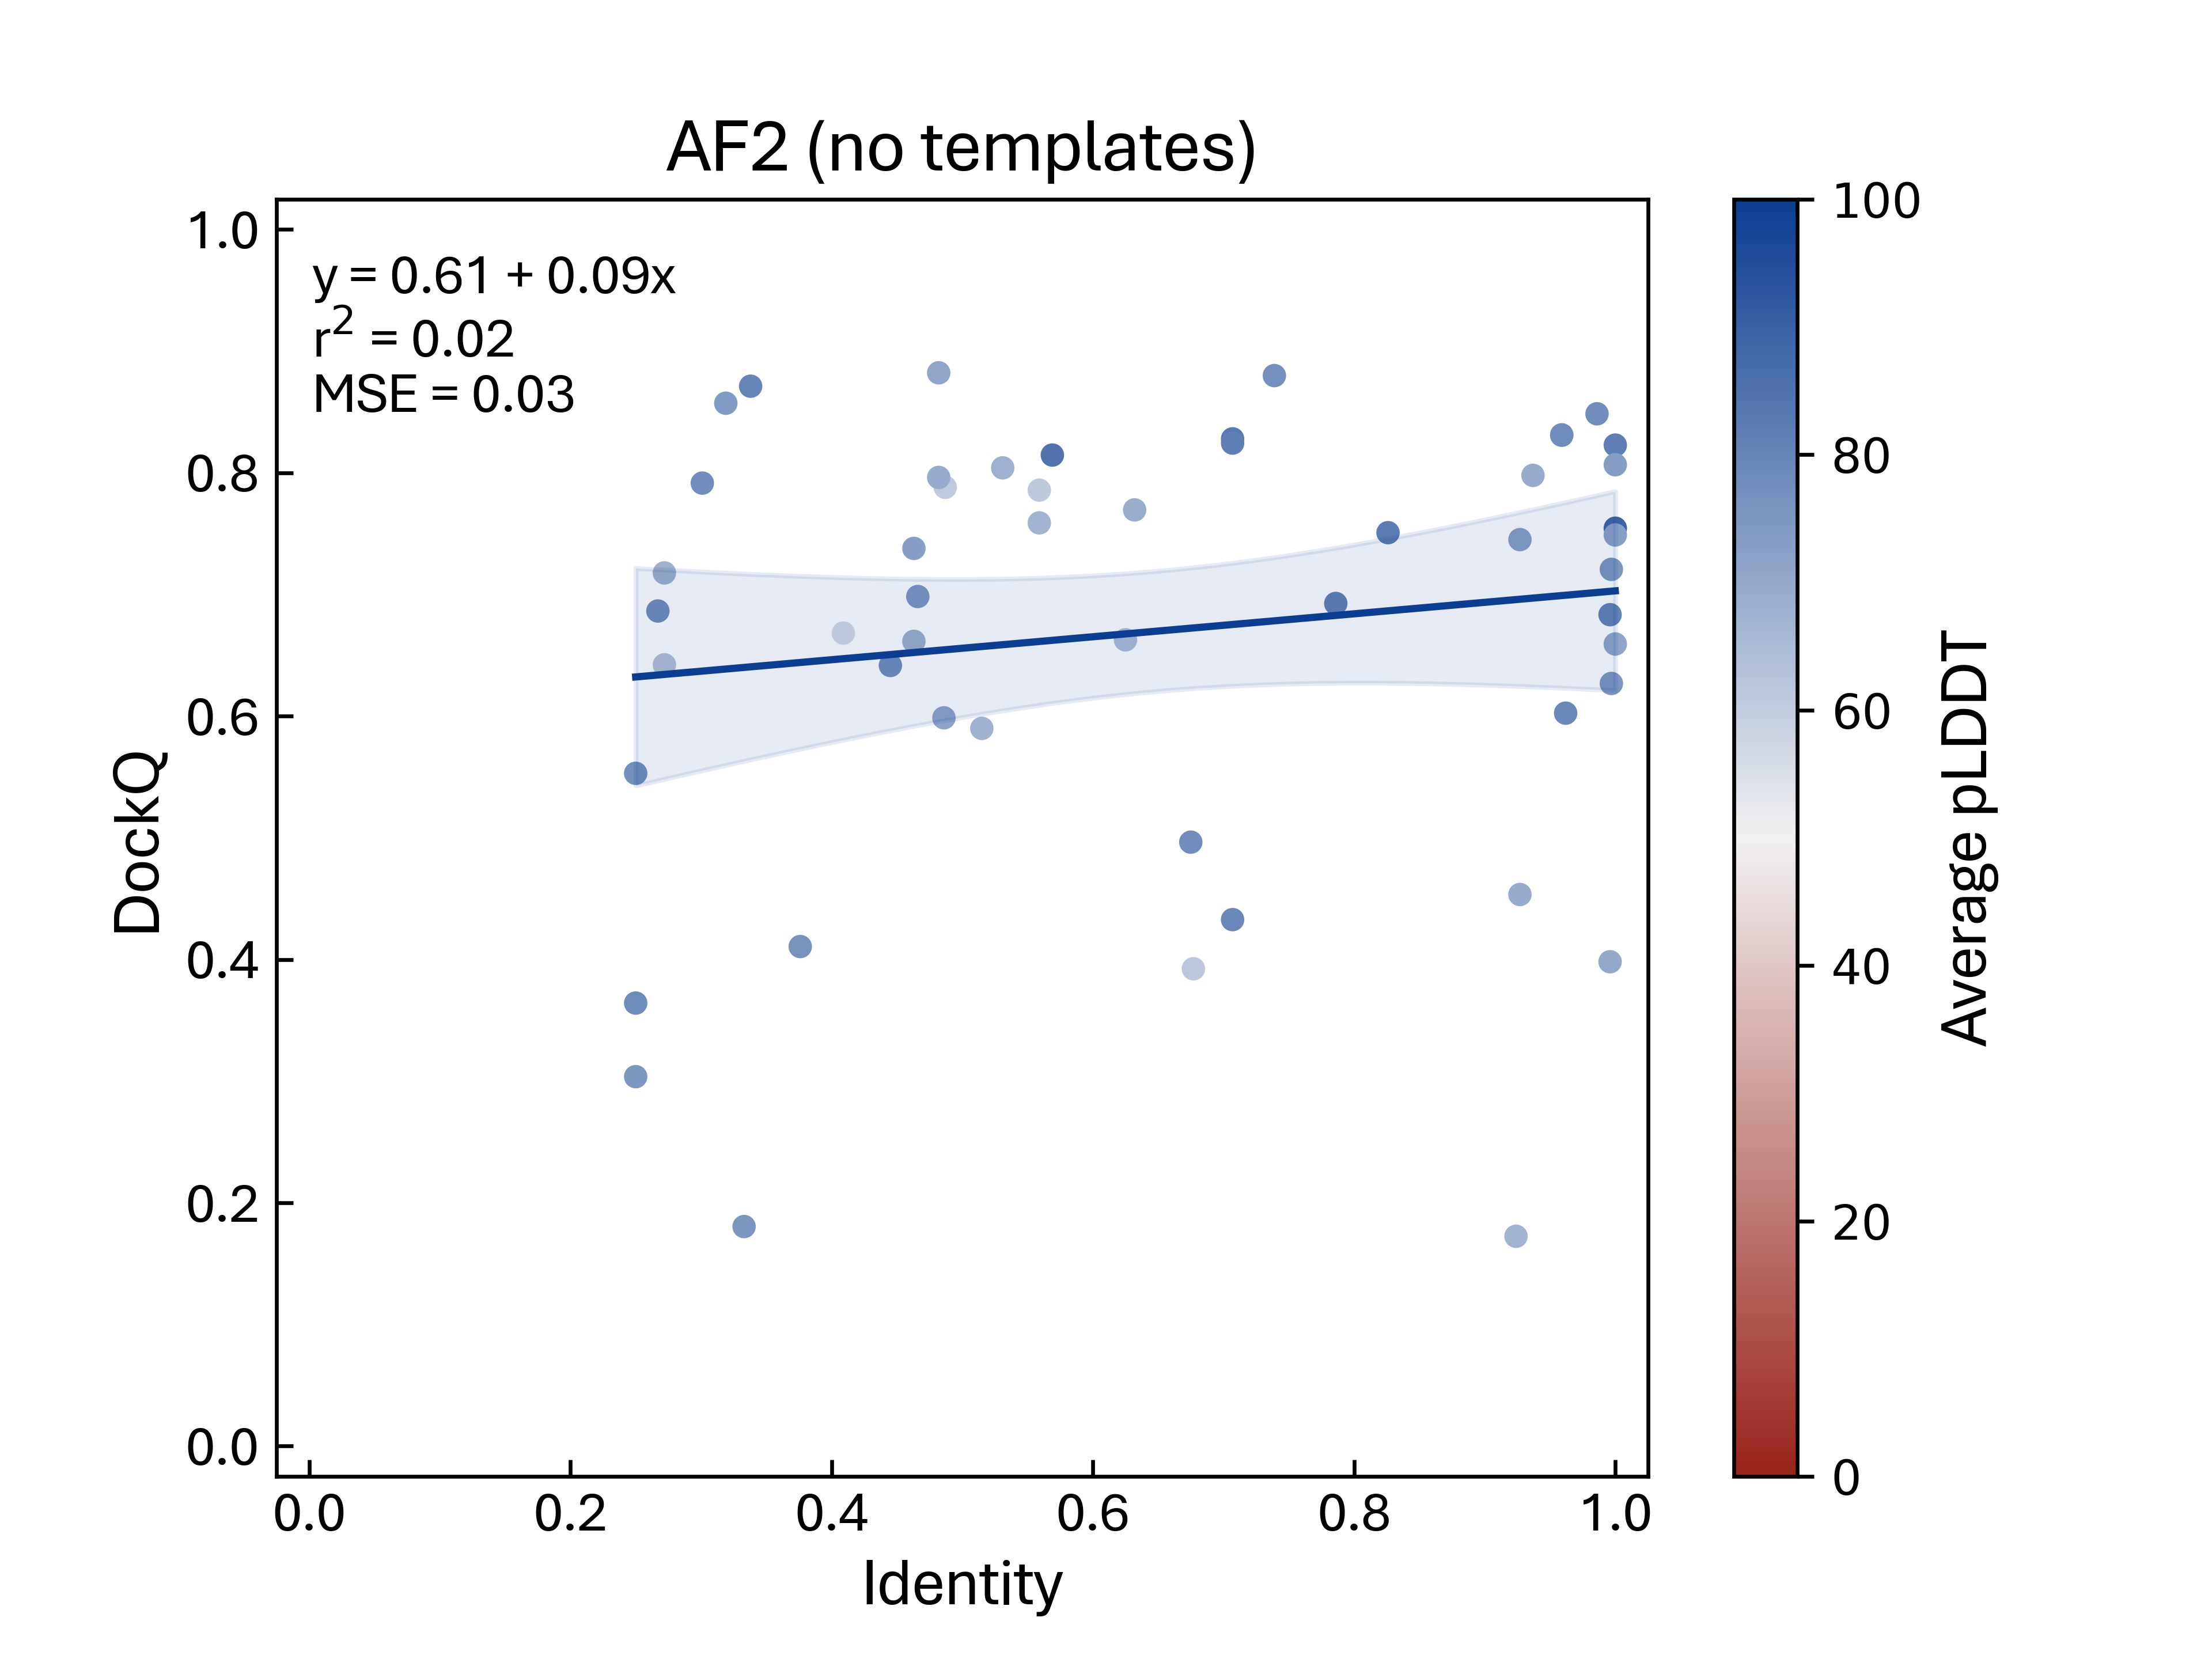 AF2 (no templates)
y = 0.61 + 0.09x
r² = 0.02
MSE = 0.03
DockQ
1.0
0.8
0.6
0.4
0.2
0.0
0.0 0.2 0.4 0.6 0.8 1.0
Identity
100
80
60
40
20
0
Average pLDDT